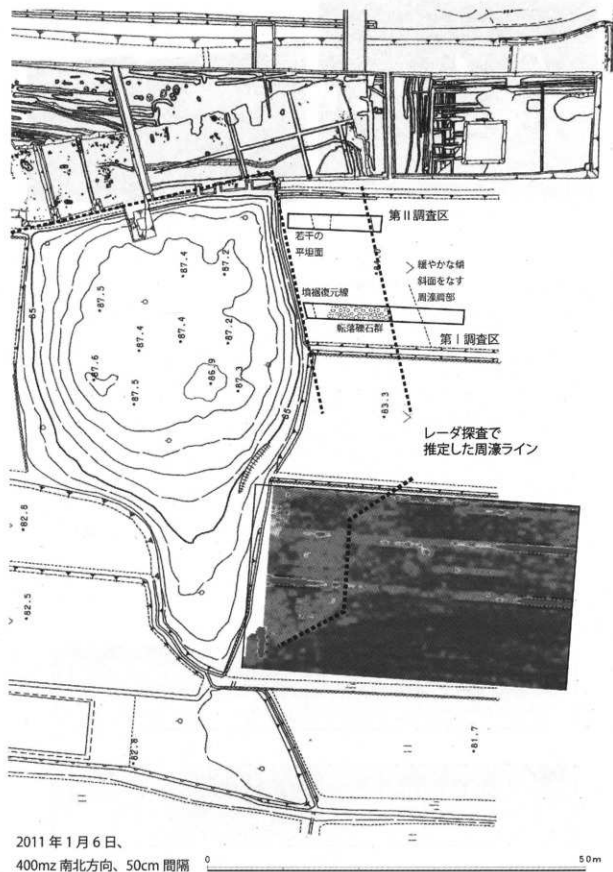 第Ⅱ調査区
若干の
平坦面
緩やかな傾
斜面をなす
周濠肩部
墳裾復元線
転落礫石群
第Ⅰ調査区
レーダ探査で
推定した周濠ライン
87.4
87.2
87.5
87.4
87.4
87.2
87.6
86.9
87.5
87.3
85
85
83.3
82.8
82.5
82.8
81.7
2011年1月6日、
400mz 南北方向、50cm 間隔
0
50m